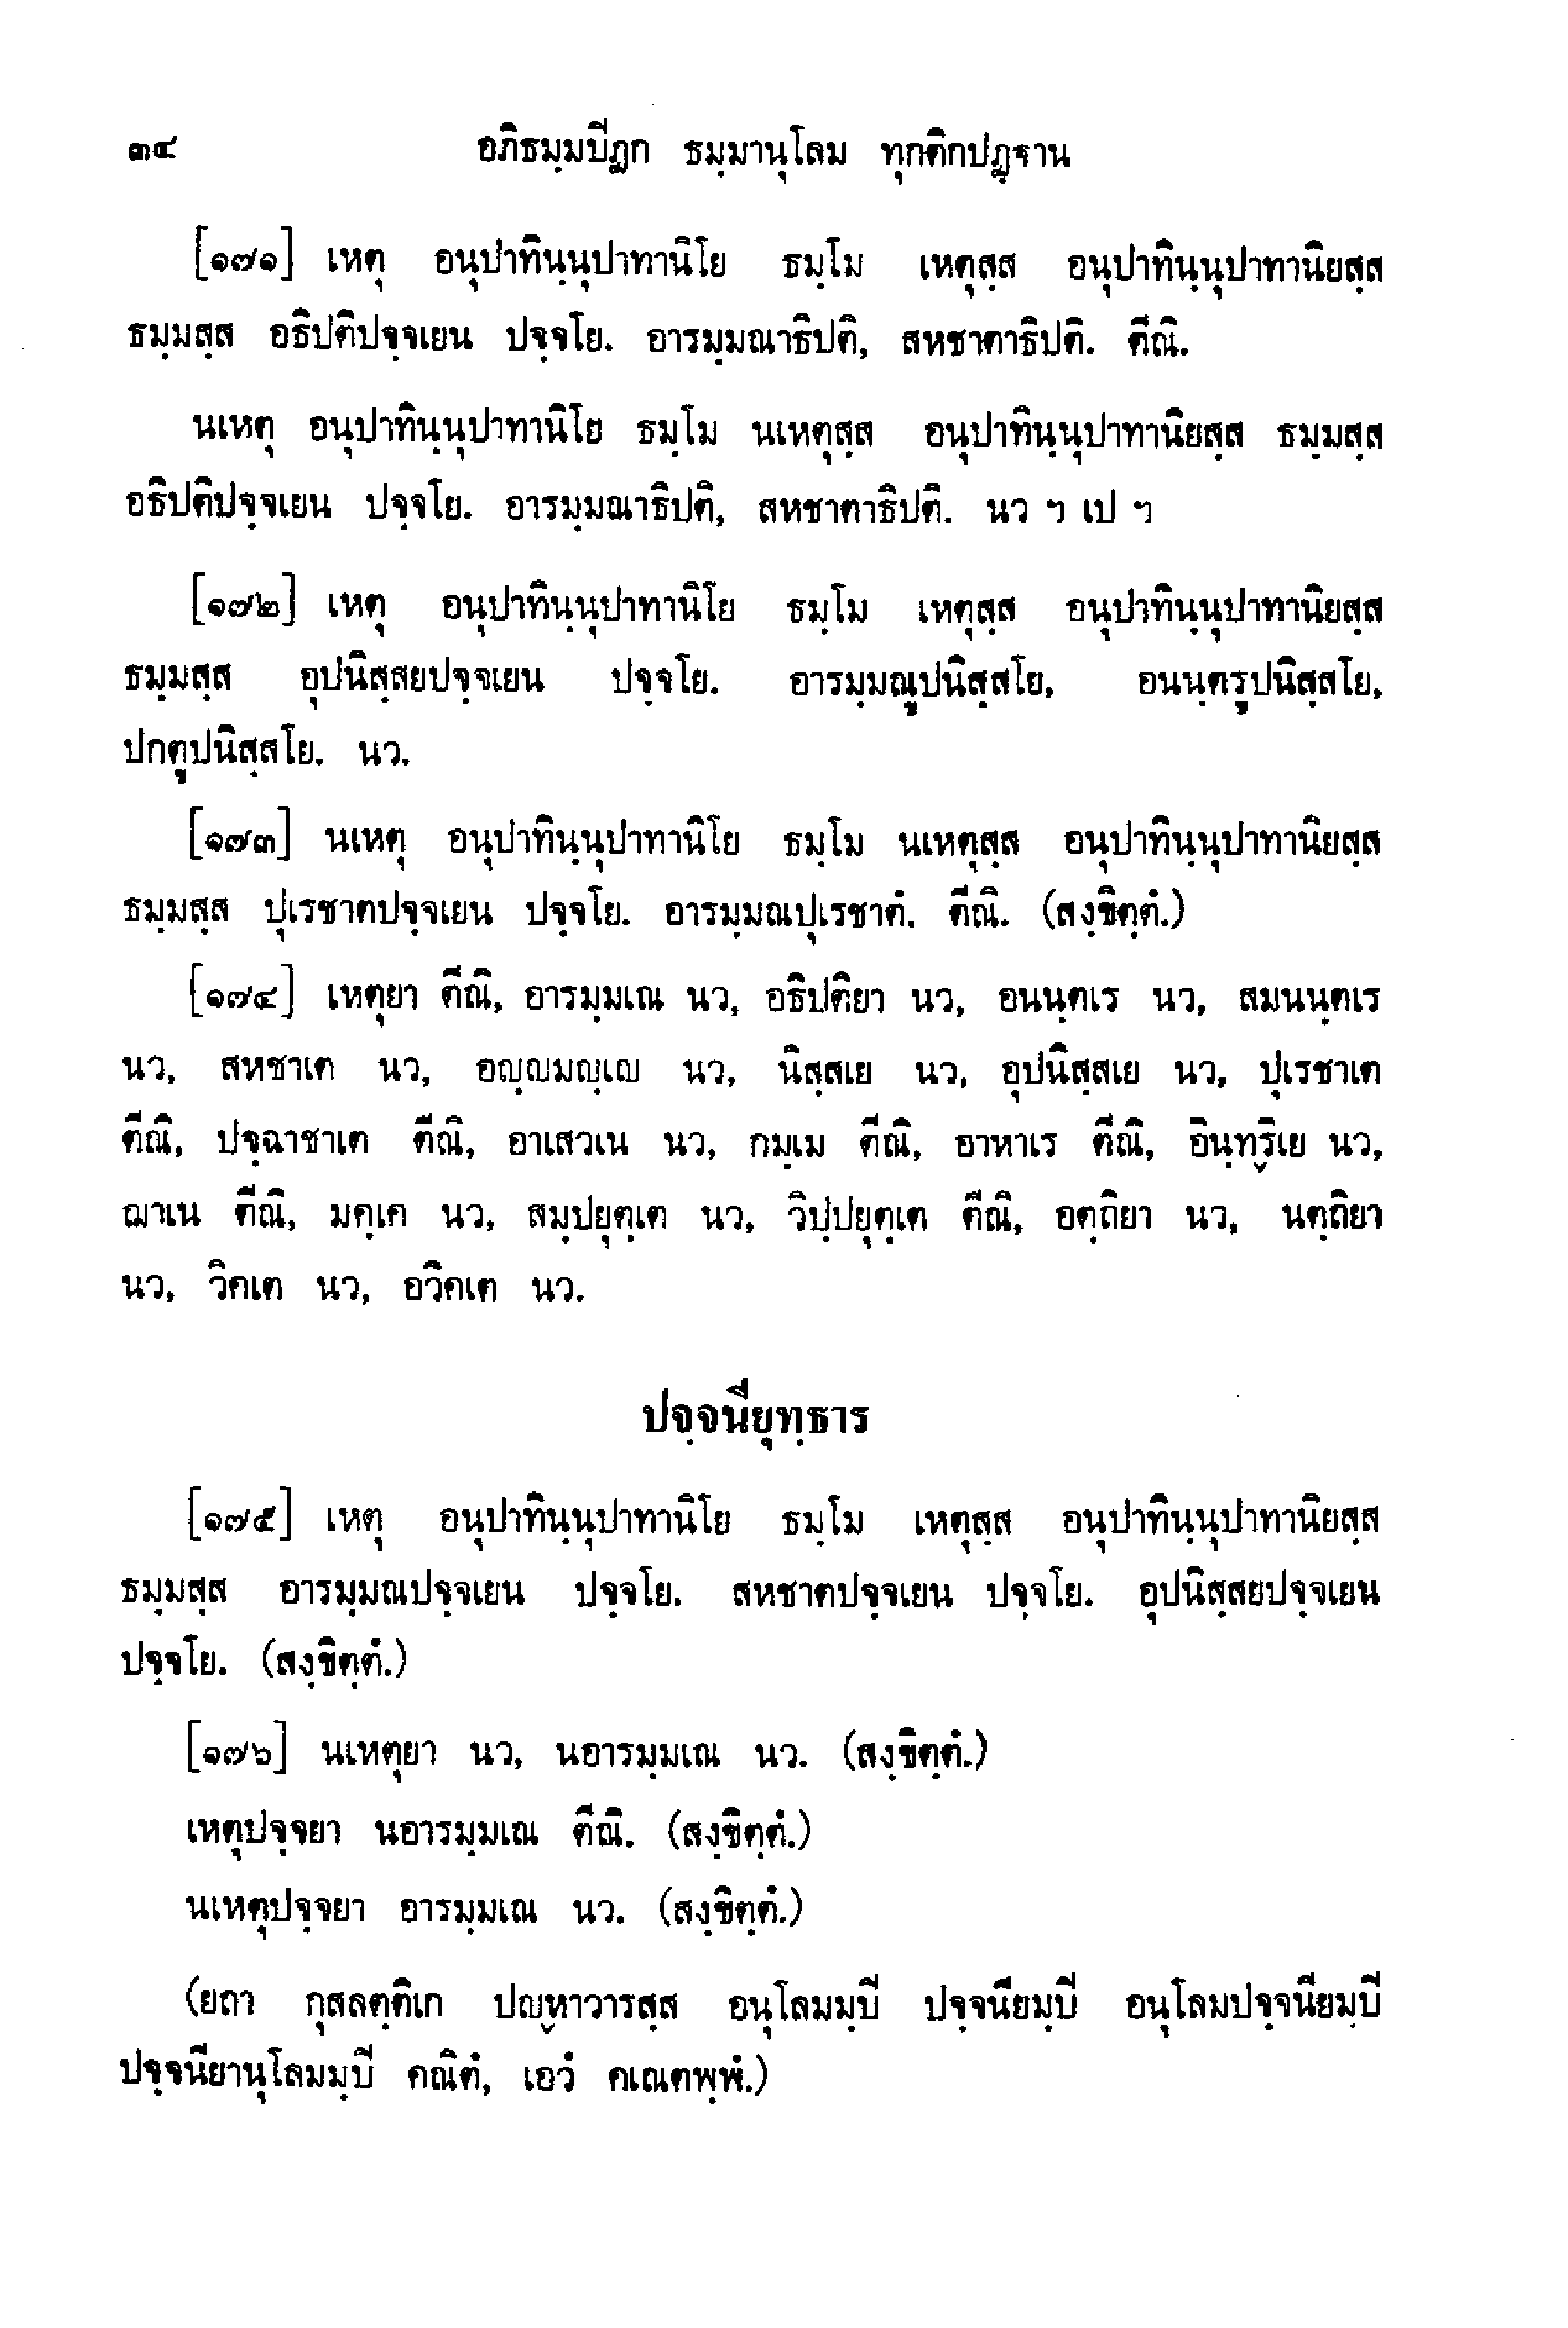 ๓๔ อภิธมฺมปิฏก ธมฺมานุโลม ทุกติกปฏฺฐาน
[๑๗๑] เหตุ อนุปาทินฺนุปาทานิโย ธมฺโม เหตุสฺส อนุปาทินฺนุปาทานิยสฺส
ธมฺมสฺส อธิปติปจฺจเยน ปจฺจโย. อารมฺมณาธิปติ, สหชาตาธิปติ. ตีณิ.
นเหตุ อนุปาทินฺนุปาทานิโย ธมฺโม นเหตุสฺส อนุปาทินฺนุปาทานิยสฺส ธมฺมสฺส
อธิปติปจฺจเยน ปจฺจโย. อารมฺมณาธิปติ, สหชาตาธิปติ. นว ฯ เป ฯ
[๑๗๒] เหตุ อนุปาทินฺนุปาทานิโย ธมฺโม เหตุสฺส อนุปาทินฺนุปาทานิยสฺส
ธมฺมสฺส อุปนิสฺสยปจฺจเยน ปจฺจโย. อารมฺมณูปนิสฺสโย, อนนฺตรูปนิสฺสโย,
ปกตูปนิสฺสโย. นว.
[๑๗๓] นเหตุ อนุปาทินฺนุปาทานิโย ธมฺโม นเหตุสฺส อนุปาทินฺนุปาทานิยสฺส
ธมฺมสฺส ปุเรชาตปจฺจเยน ปจฺจโย. อารมฺมณปุเรชาตํ. ตีณิ. (สงฺขิตฺตํ.)
[๑๗๔] เหตุยา ตีณิ, อารมฺมเณ นว, อธิปติยา นว, อนนฺตเร นว, สมนนฺตเร
นว, สหชาเต นว, อญฺญมญฺเญ นว, นิสฺสเย นว, อุปนิสฺสเย นว, ปุเรชาเต
ตีณิ, ปจฺฉาชาเต ตีณิ, อาเสวเน นว, กมฺเม ตีณิ, อาหาเร ตีณิ, อินฺทฺริเย นว,
ฌาเน ตีณิ, มคฺเค นว, สมฺปยุตฺเต นว, วิปฺปยุตฺเต ตีณิ, อตฺถิยา นว, นตฺถิยา
นว, วิคเต นว, อวิคเต นว.
ปจฺจนียุทฺธาร
[๑๗๕] เหตุ อนุปาทินฺนุปาทานิโย ธมฺโม เหตุสฺส อนุปาทินฺนุปาทานิยสฺส
ธมฺมสฺส อารมฺมณปจฺจเยน ปจฺจโย. สหชาตปจฺจเยน ปจฺจโย. อุปนิสฺสยปจฺจเยน
ปจฺจโย. (สงฺขิตฺตํ.)
[๑๗๖] นเหตุยา นว, นอารมฺมเณ นว. (สงฺขิตฺตํ.)
เหตุปจฺจยา นอารมฺมเณ ตีณิ. (สงฺขิตฺตํ.)
นเหตุปจฺจยา อารมฺมเณ นว. (สงฺขิตฺตํ.)
(ยถา กุสลตฺติเก ปญฺหาวารสฺส อนุโลมมฺปิ ปจฺจนียมฺปิ อนุโลมปจฺจนียมฺปิ
ปจฺจนียานุโลมมฺปิ คณิตํ, เอวํ คเณตพฺพํ.)